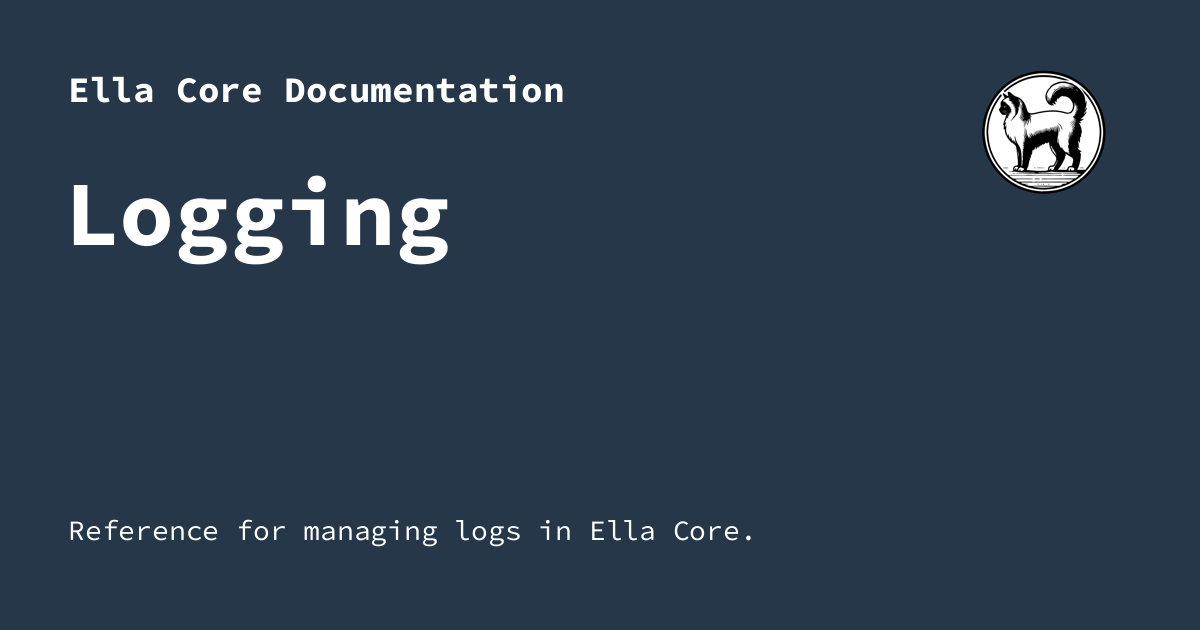 Ella Core Documentation
Logging
Reference for managing logs in Ella Core.